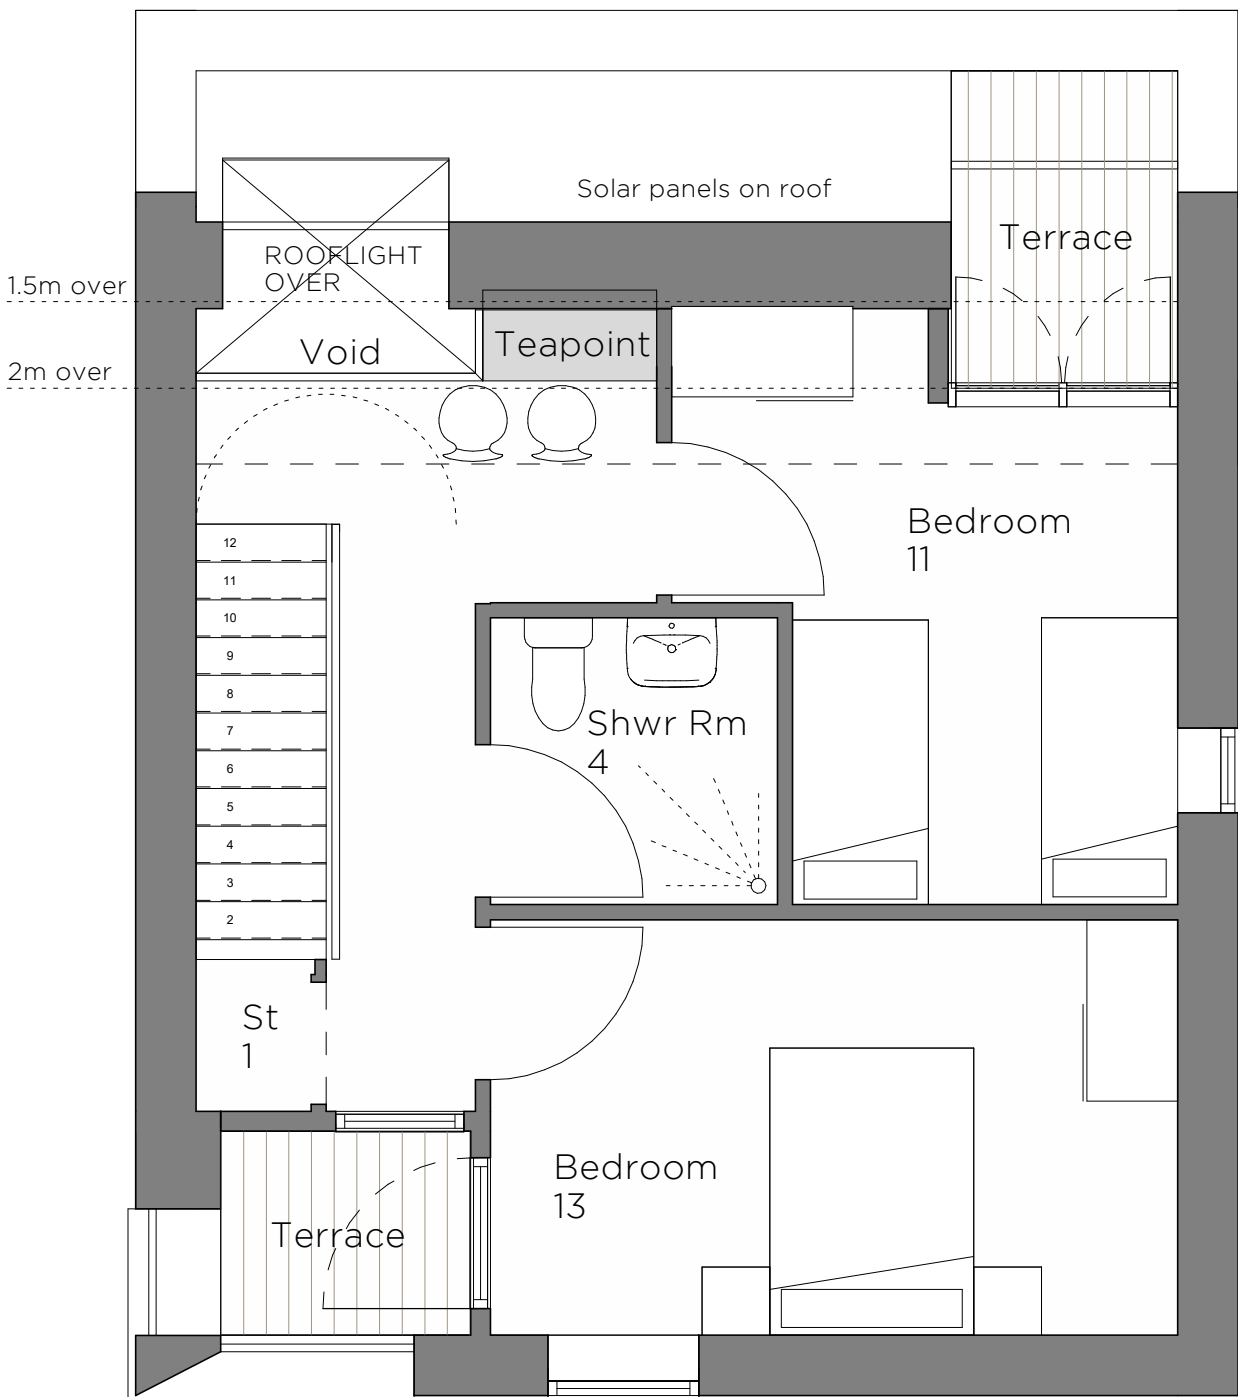 Solar panels on roof
Terrace
ROOFLIGHT
OVER
1.5m over
Void
Teapoint
2m over
Bedroom
11
12
11
10
9
8
7
6
5
4
3
2
Shwr Rm
4
St
1
Bedroom
13
Terrace